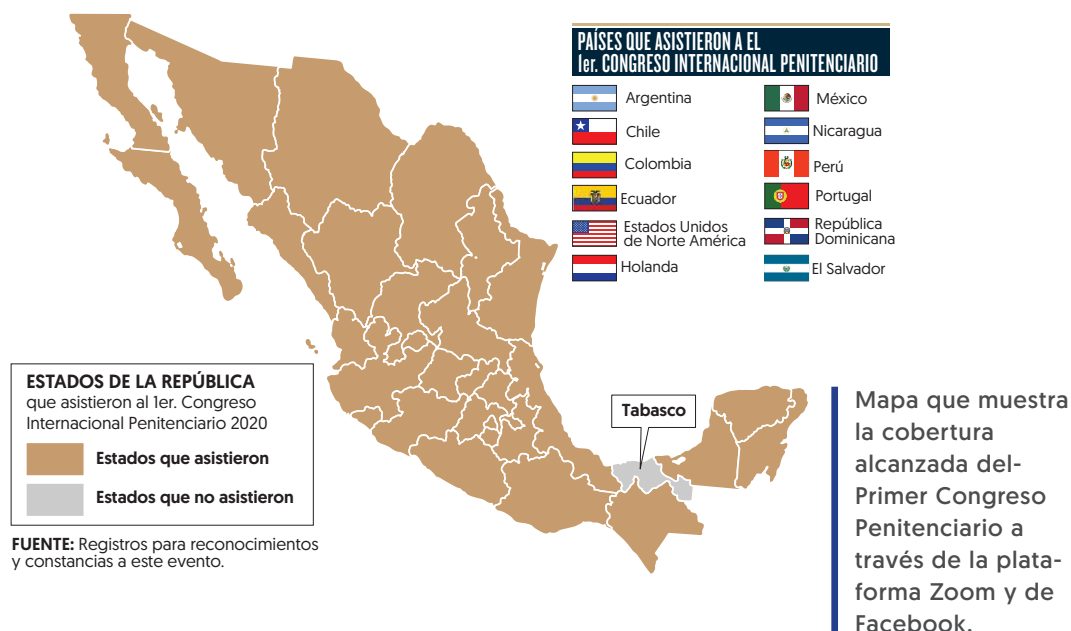 PAÍSES QUE ASISTIERON A EL
1er. CONGRESO INTERNACIONAL PENITENCIARIO
Argentina
Chile
Colombia
Ecuador
Estados Unidos
de Norte América
Holanda
México
Nicaragua
Perú
Portugal
República
Dominicana
El Salvador
ESTADOS DE LA REPÚBLICA
que asistieron al 1er. Congreso
Internacional Penitenciario 2020
Estados que asistieron
Estados que no asistieron
FUENTE: Registros para reconocimientos
y constancias a este evento.
Tabasco
Mapa que muestra
la cobertura
alcanzada del-
Primer Congreso
Penitenciario a
través de la plata-
forma Zoom y de
Facebook.